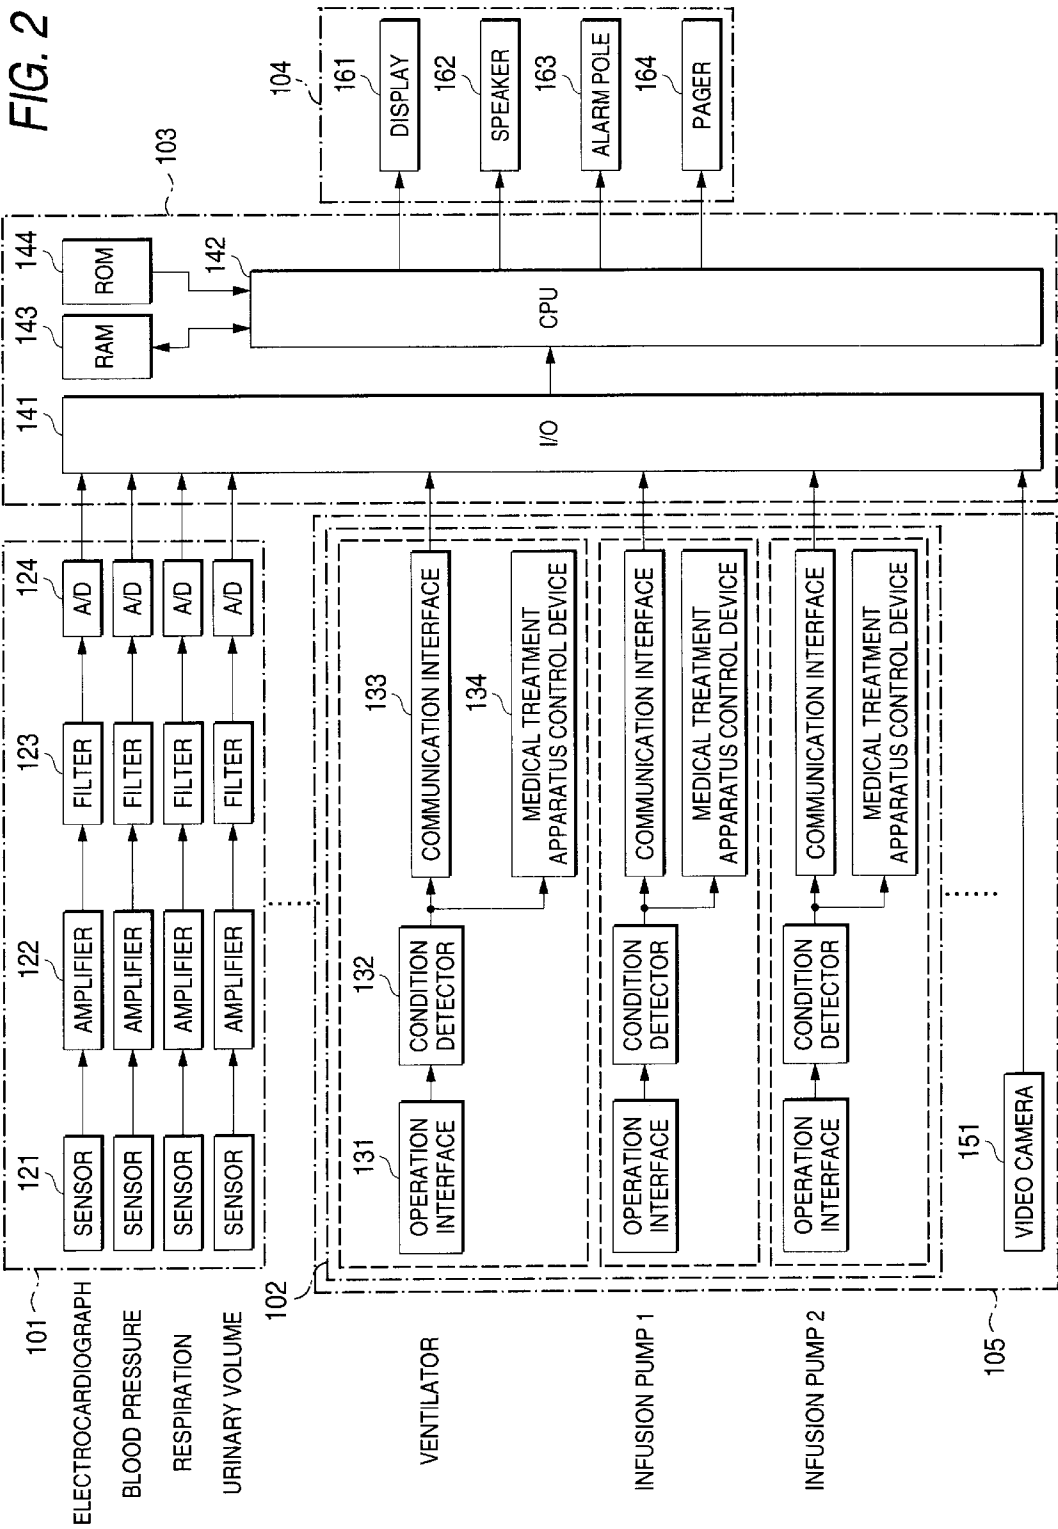 FIG. 2
101
ELECTROCARDIOGRAPH
121
SENSOR
122
AMPLIFIER
123
FILTER
124
A/D
BLOOD PRESSURE
SENSOR
AMPLIFIER
FILTER
A/D
RESPIRATION
SENSOR
AMPLIFIER
FILTER
A/D
URINARY VOLUME
SENSOR
AMPLIFIER
FILTER
A/D
102
VENTILATOR
131
OPERATION
INTERFACE
132
CONDITION
DETECTOR
133
COMMUNICATION INTERFACE
134
MEDICAL TREATMENT
APPARATUS CONTROL DEVICE
INFUSION PUMP 1
OPERATION
INTERFACE
CONDITION
DETECTOR
COMMUNICATION INTERFACE
MEDICAL TREATMENT
APPARATUS CONTROL DEVICE
INFUSION PUMP 2
OPERATION
INTERFACE
CONDITION
DETECTOR
COMMUNICATION INTERFACE
MEDICAL TREATMENT
APPARATUS CONTROL DEVICE
105
151
VIDEO CAMERA
103
141
I/O
143
RAM
144
ROM
142
CPU
104
161
DISPLAY
162
SPEAKER
163
ALARM POLE
164
PAGER